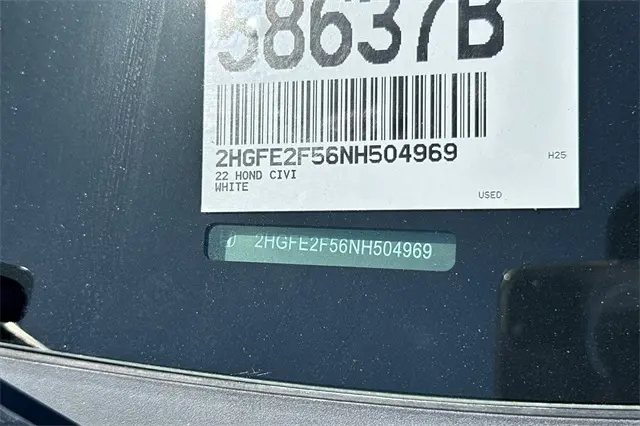 58637B
2HGFE2F56NH504969
22 HOND CIVI
H25
WHITE
USED
2HGFE2F56NH504969